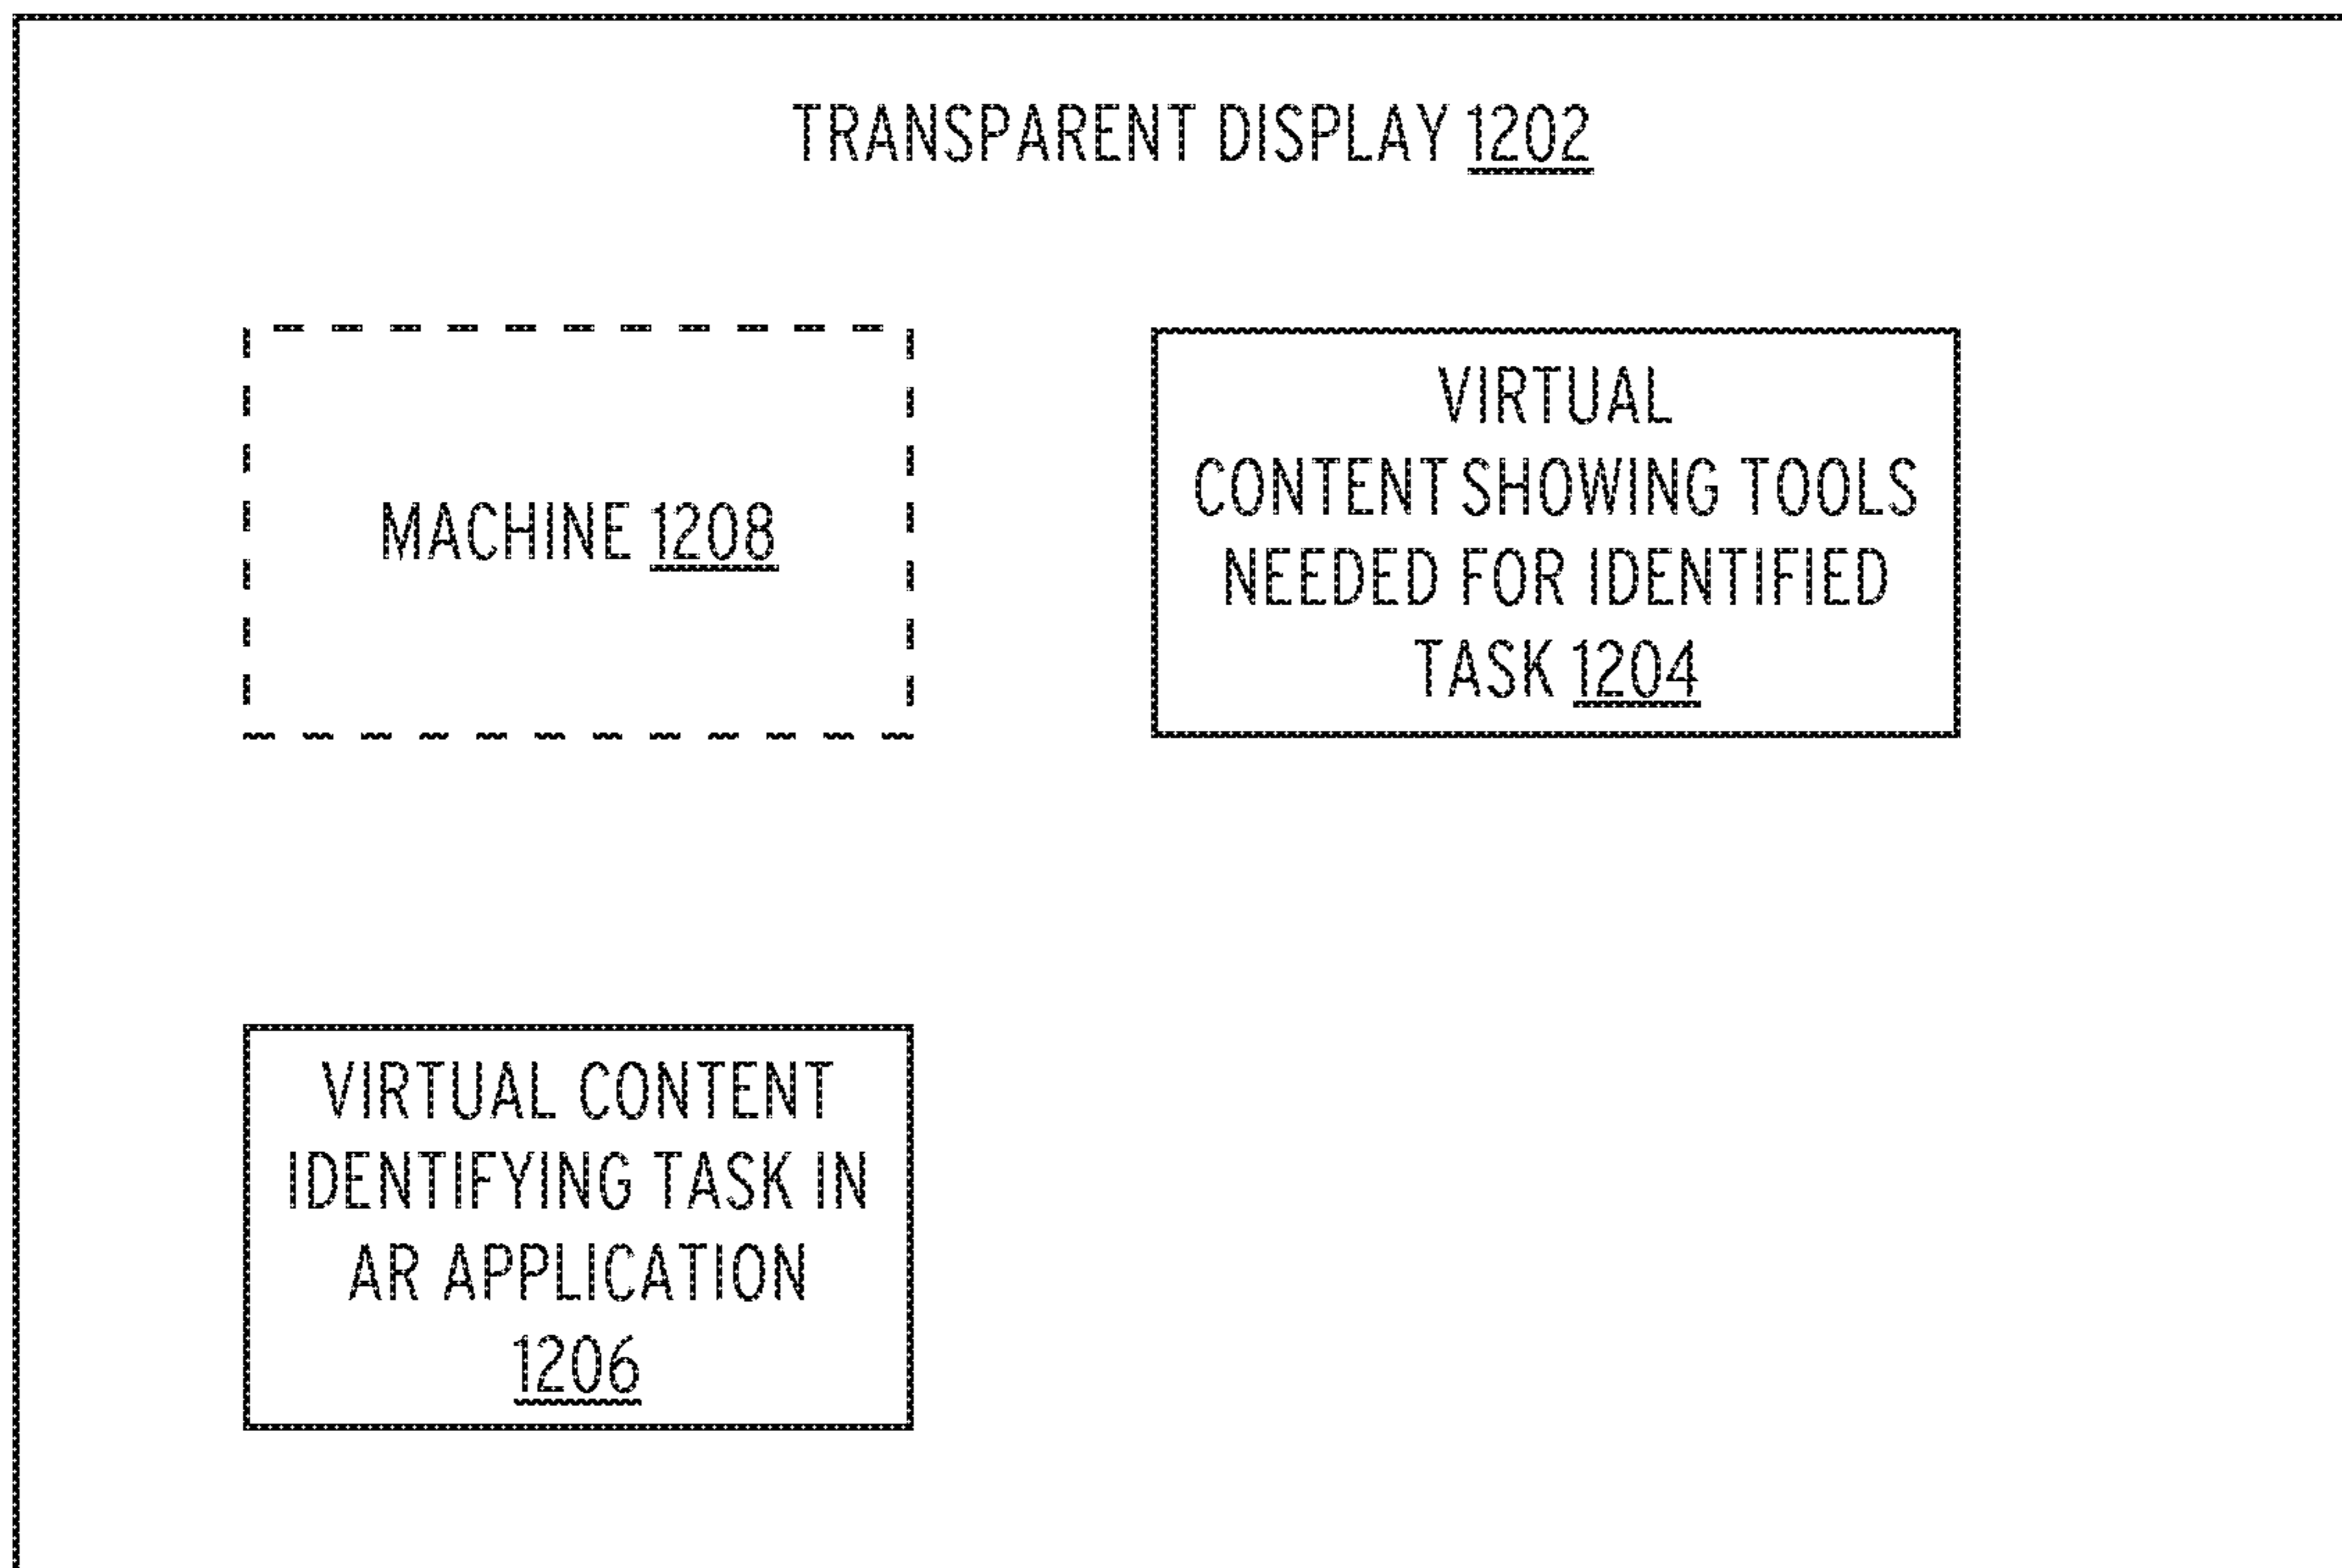 TRANSPARENT DISPLAY 1202
MACHINE 1208
VIRTUAL
CONTENT SHOWING TOOLS
NEEDED FOR IDENTIFIED
TASK 1204
VIRTUAL CONTENT
IDENTIFYING TASK IN
AR APPLICATION
1206